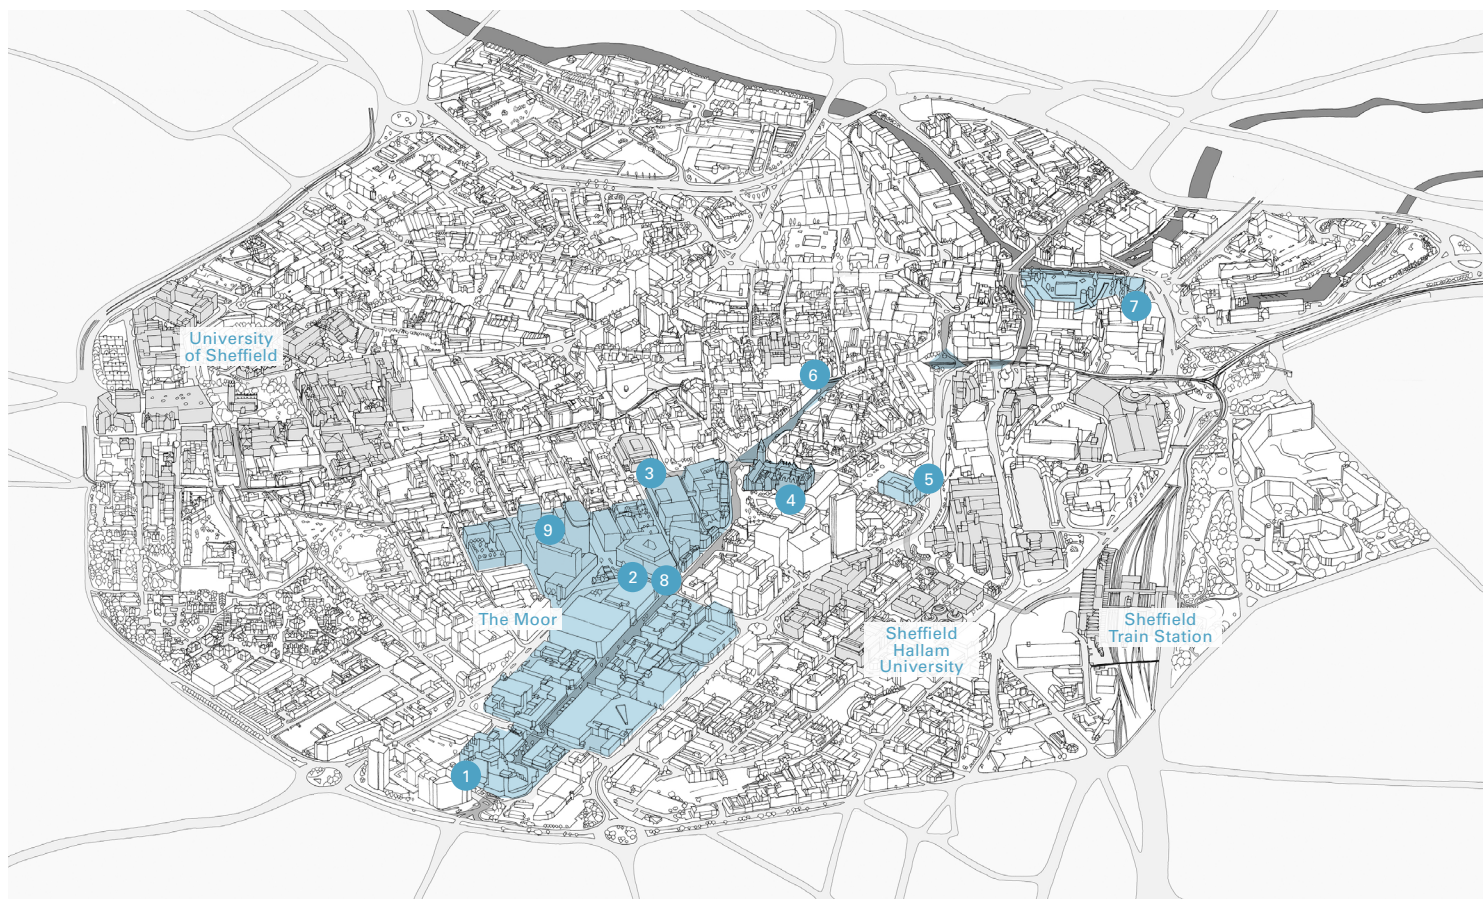 University
of Sheffield
7
6
3
5
4
9
2
8
The Moor
Sheffield
Train Station
Sheffield
Hallam
University
1